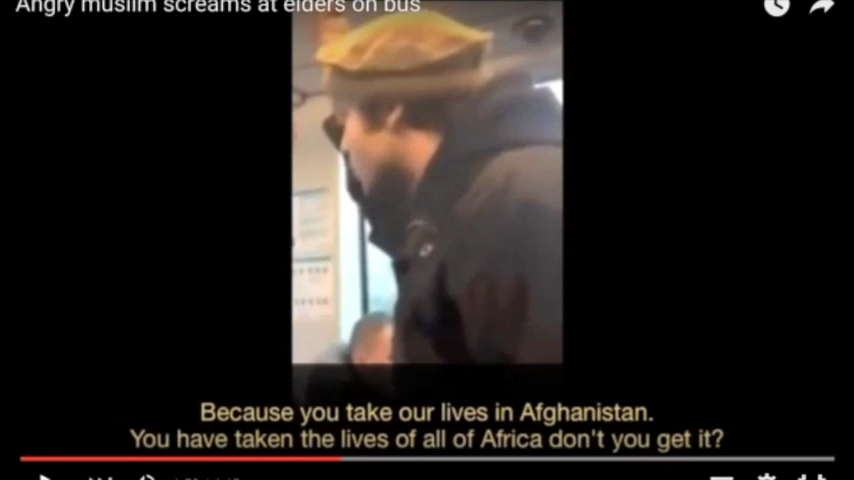 Angry muslim screams at elders on bus
Because you take our lives in Afghanistan.
You have taken the lives of all of Africa don't you get it?